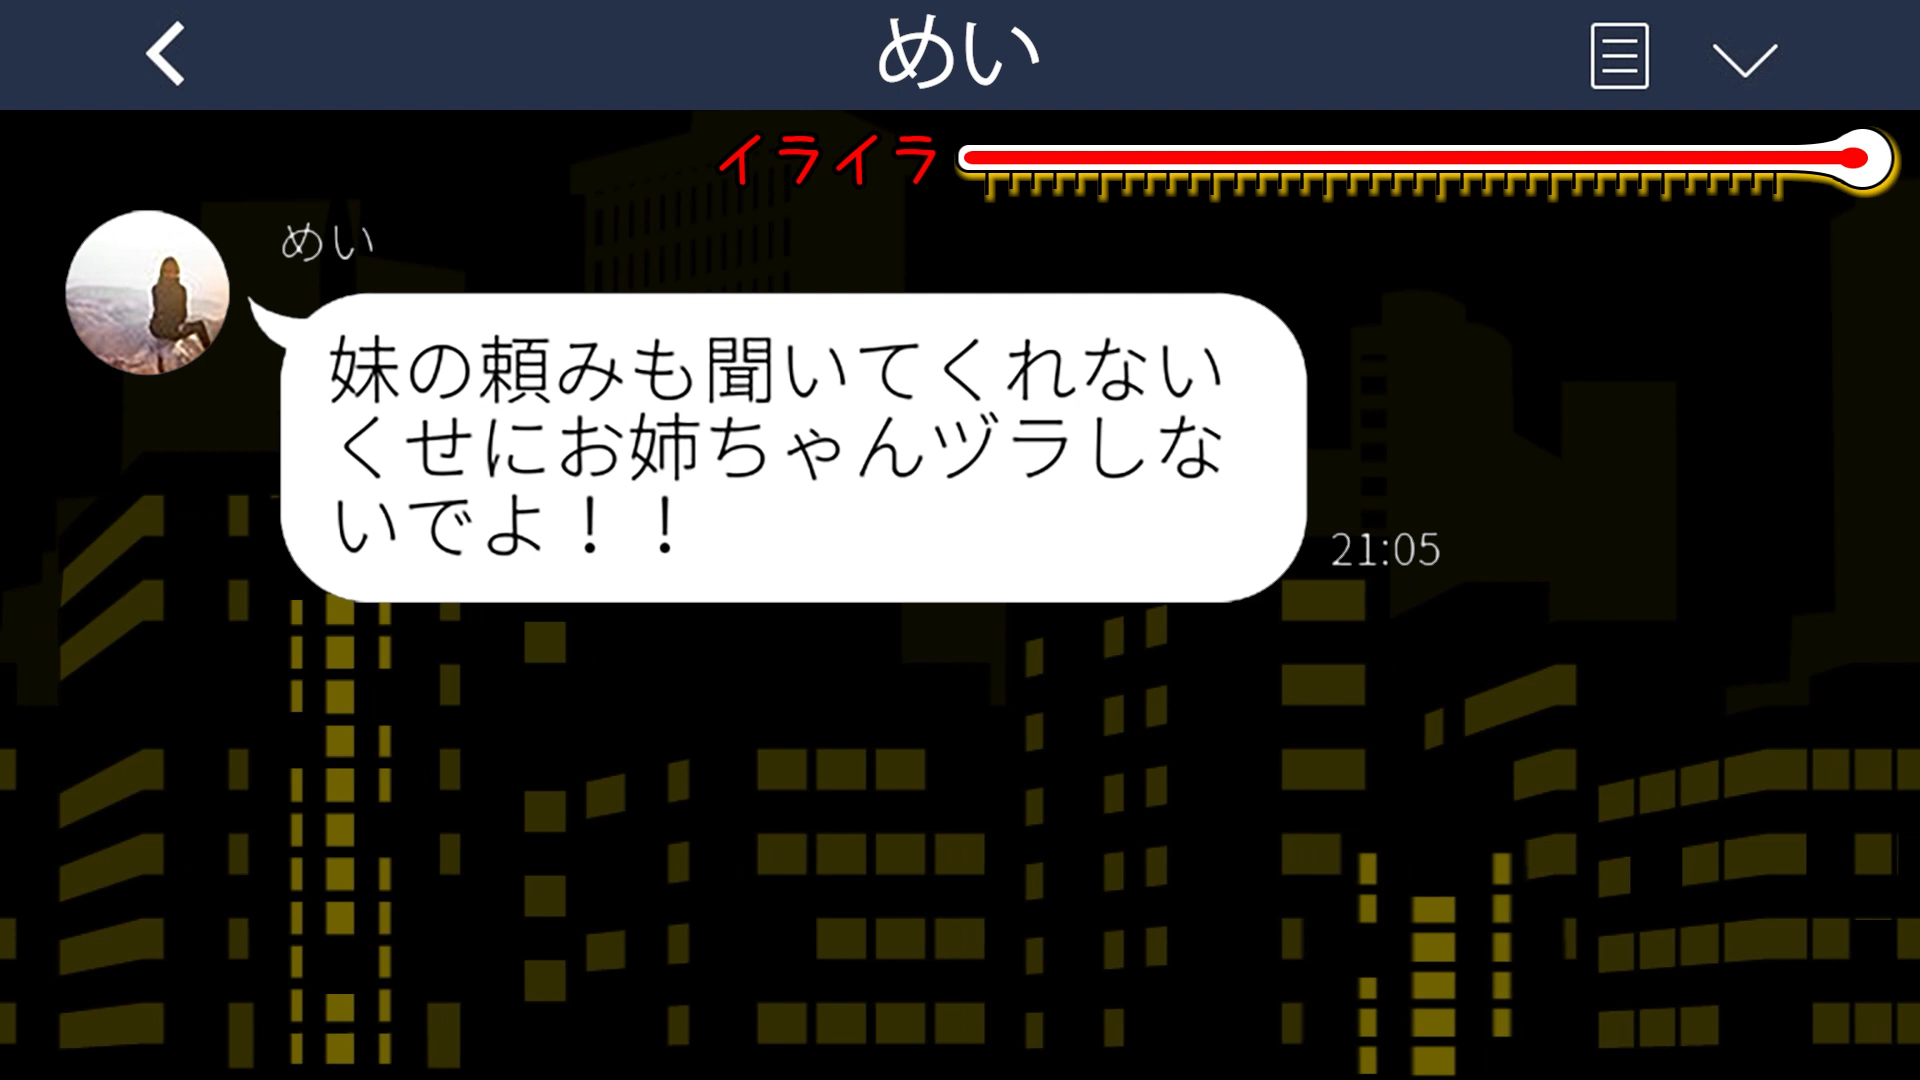 めい
イライラ
めい
妹の頼みも聞いてくれない
くせにお姉ちゃんヅラしな
いでよ！！
21:05